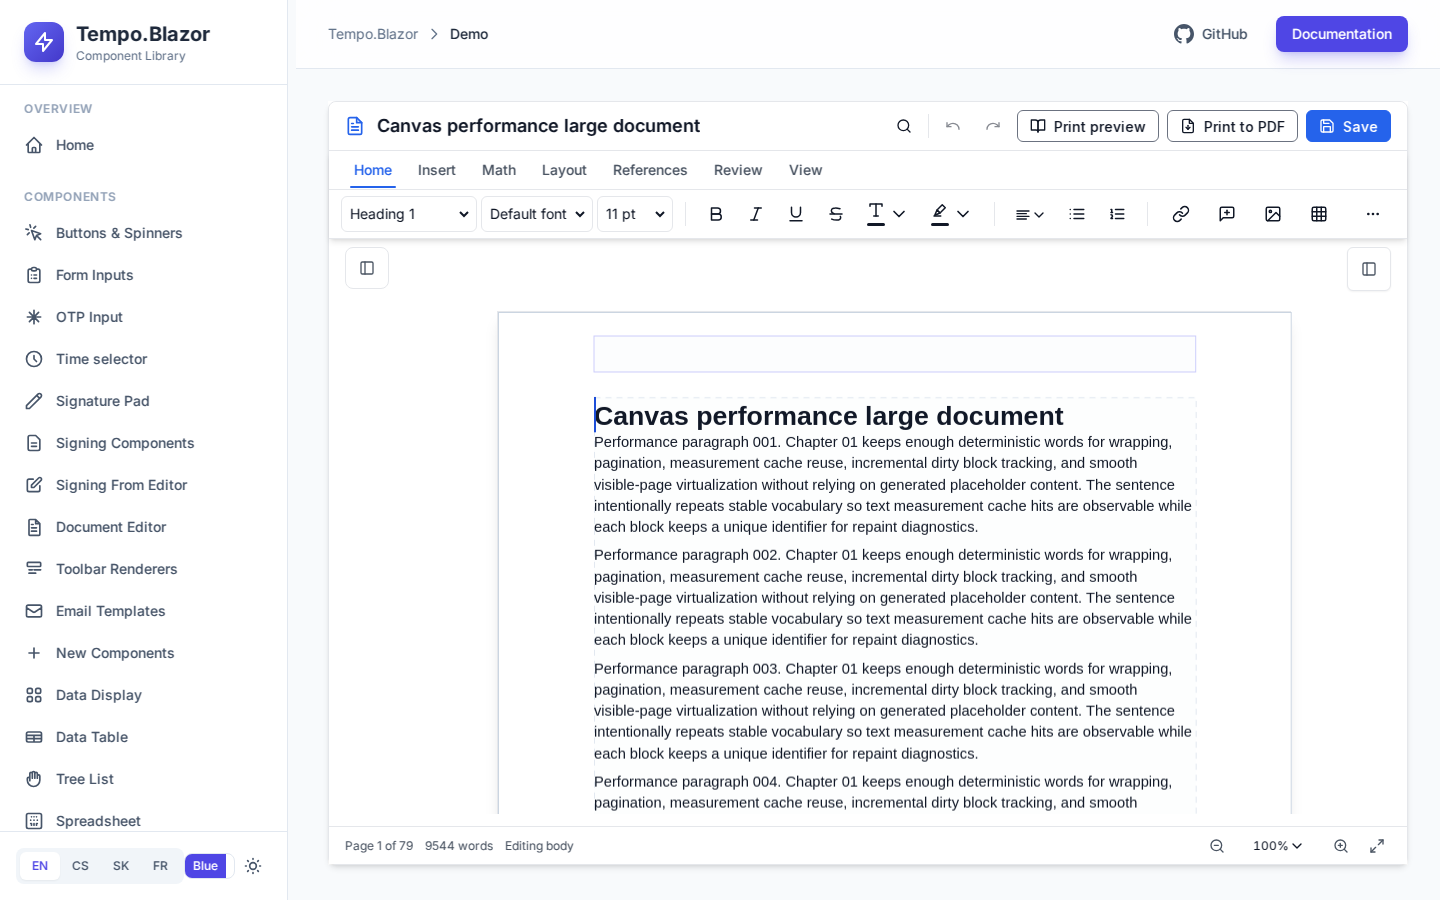 Tempo.Blazor
Component Library
OVERVIEW
Home
COMPONENTS
Buttons & Spinners
Form Inputs
OTP Input
Time selector
Signature Pad
Signing Components
Signing From Editor
Document Editor
Toolbar Renderers
Email Templates
New Components
Data Display
Data Table
Tree List
Spreadsheet
EN CS SK FR Blue
Tempo.Blazor Demo
GitHub Documentation
Canvas performance large document
Print preview Print to PDF Save
Home Insert Math Layout References Review View
Heading 1 Default font 11 pt
Canvas performance large document
Performance paragraph 001. Chapter 01 keeps enough deterministic words for wrapping,
pagination, measurement cache reuse, incremental dirty block tracking, and smooth
visible-page virtualization without relying on generated placeholder content. The sentence
intentionally repeats stable vocabulary so text measurement cache hits are observable while
each block keeps a unique identifier for repaint diagnostics.
Performance paragraph 002. Chapter 01 keeps enough deterministic words for wrapping,
pagination, measurement cache reuse, incremental dirty block tracking, and smooth
visible-page virtualization without relying on generated placeholder content. The sentence
intentionally repeats stable vocabulary so text measurement cache hits are observable while
each block keeps a unique identifier for repaint diagnostics.
Performance paragraph 003. Chapter 01 keeps enough deterministic words for wrapping,
pagination, measurement cache reuse, incremental dirty block tracking, and smooth
visible-page virtualization without relying on generated placeholder content. The sentence
intentionally repeats stable vocabulary so text measurement cache hits are observable while
each block keeps a unique identifier for repaint diagnostics.
Performance paragraph 004. Chapter 01 keeps enough deterministic words for wrapping,
pagination, measurement cache reuse, incremental dirty block tracking, and smooth
Page 1 of 79 9544 words Editing body
100%